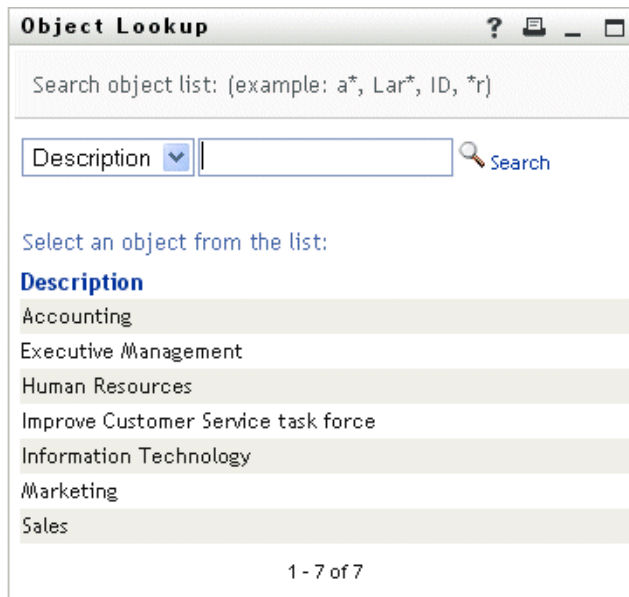 Object Lookup ? _
Search object list: (example: a*, Lar*, ID, *r)
Description Search
Select an object from the list:
Description
Accounting
Executive Management
Human Resources
Improve Customer Service task force
Information Technology
Marketing
Sales
1 - 7 of 7